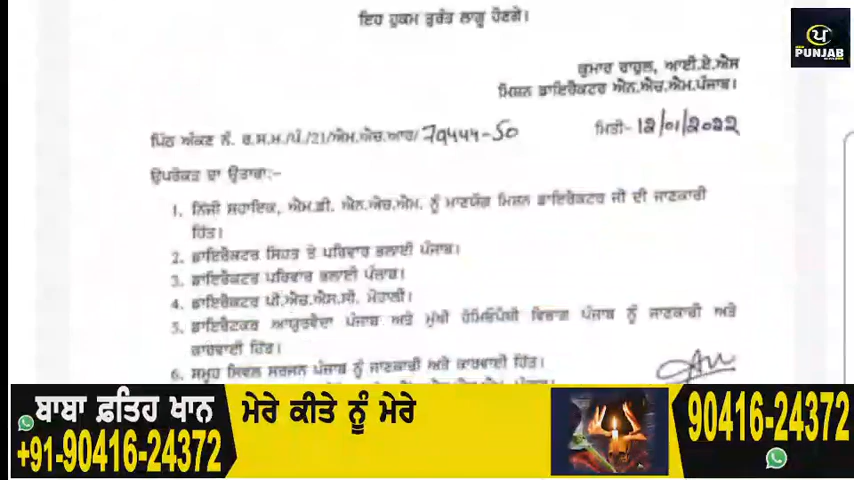 ਇਹ ਹੁਕਮ ਤੁਰੰਤ ਲਾਗੂ ਹੋਣਗੇ।
ਪ
PUNJAB
ਕੁਮਾਰ ਰਾਹੁਲ, ਆਈ.ਏ.ਐਸ
ਮਿਸ਼ਨ ਡਾਇਰੈਕਟਰ ਐਨ.ਐਚ.ਐਮ.ਪੰਜਾਬ।
ਪਿੱਠ ਅੰਕਣ ਨੰ. ਰ.ਸ.ਮ./ਪੰ./21/ਐਮ.ਐਚ.ਆਰ/ ਮਿਤੀ- 12/01/2022
ਉਪਰੋਕਤ ਦਾ ਉਤਾਰਾ:-
1. ਨਿੱਜੀ ਸਹਾਇਕ, ਐਮ.ਡੀ. ਐਨ.ਐਚ.ਐਮ. ਨੂੰ ਮਾਣਯੋਗ ਮਿਸ਼ਨ ਡਾਇਰੈਕਟਰ ਜੀ ਦੀ ਜਾਣਕਾਰੀ
ਹਿੱਤ।
2. ਡਾਇਰੈਕਟਰ ਸਿਹਤ ਤੇ ਪਰਿਵਾਰ ਭਲਾਈ ਪੰਜਾਬ।
3. ਡਾਇਰੈਕਟਰ ਪਰਿਵਾਰ ਭਲਾਈ ਪੰਜਾਬ।
4. ਡਾਇਰੈਕਟਰ ਪੀ.ਐਚ.ਐਸ.ਸੀ. ਮੋਹਾਲੀ।
5. ਡਾਇਰੈਟਕਰ ਆਯੁਰਵੈਦਾ ਪੰਜਾਬ ਅਤੇ ਮੁੱਖੀ ਹੋਮਿਓਪੈਥੀ ਵਿਭਾਗ ਪੰਜਾਬ ਨੂੰ ਜਾਣਕਾਰੀ ਅਤੇ
ਕਾਰਵਾਈ ਹਿੱਤ।
6. ਸਮੂਹ ਸਿਵਲ ਸਰਜਨ ਪੰਜਾਬ ਨੂੰ ਜਾਣਕਾਰੀ ਅਤੇ ਕਾਰਵਾਈ ਹਿੱਤ।
ਬਾਬਾ ਫ਼ਤਿਹ ਖਾਨ
+91-90416-24372
ਮੇਰੇ ਕੀਤੇ ਨੂੰ ਮੇਰੇ
90416-24372